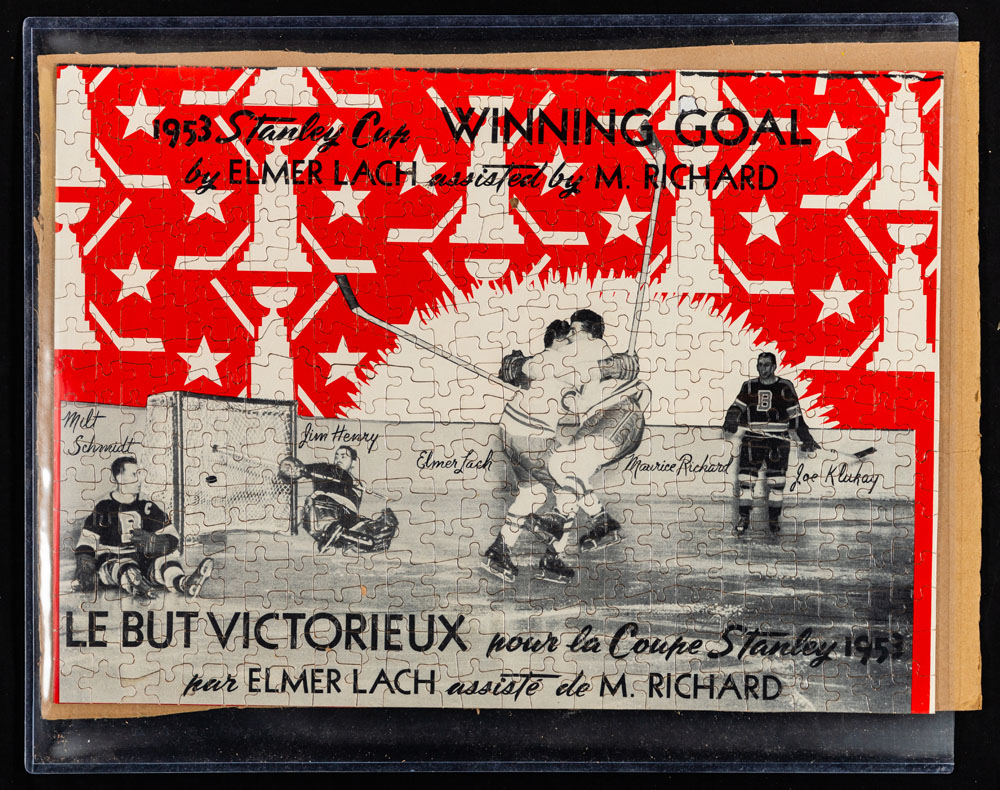 1953 Stanley Cup WINNING GOAL
by ELMER LACH assisted by M. RICHARD
Milt
Schmidt
Jim Henry
Elmer Lach
Maurice Richard
Joe Klukay
B
B C
C
LE BUT VICTORIEUX pour la Coupe Stanley 1953
par ELMER LACH assisté de M. RICHARD